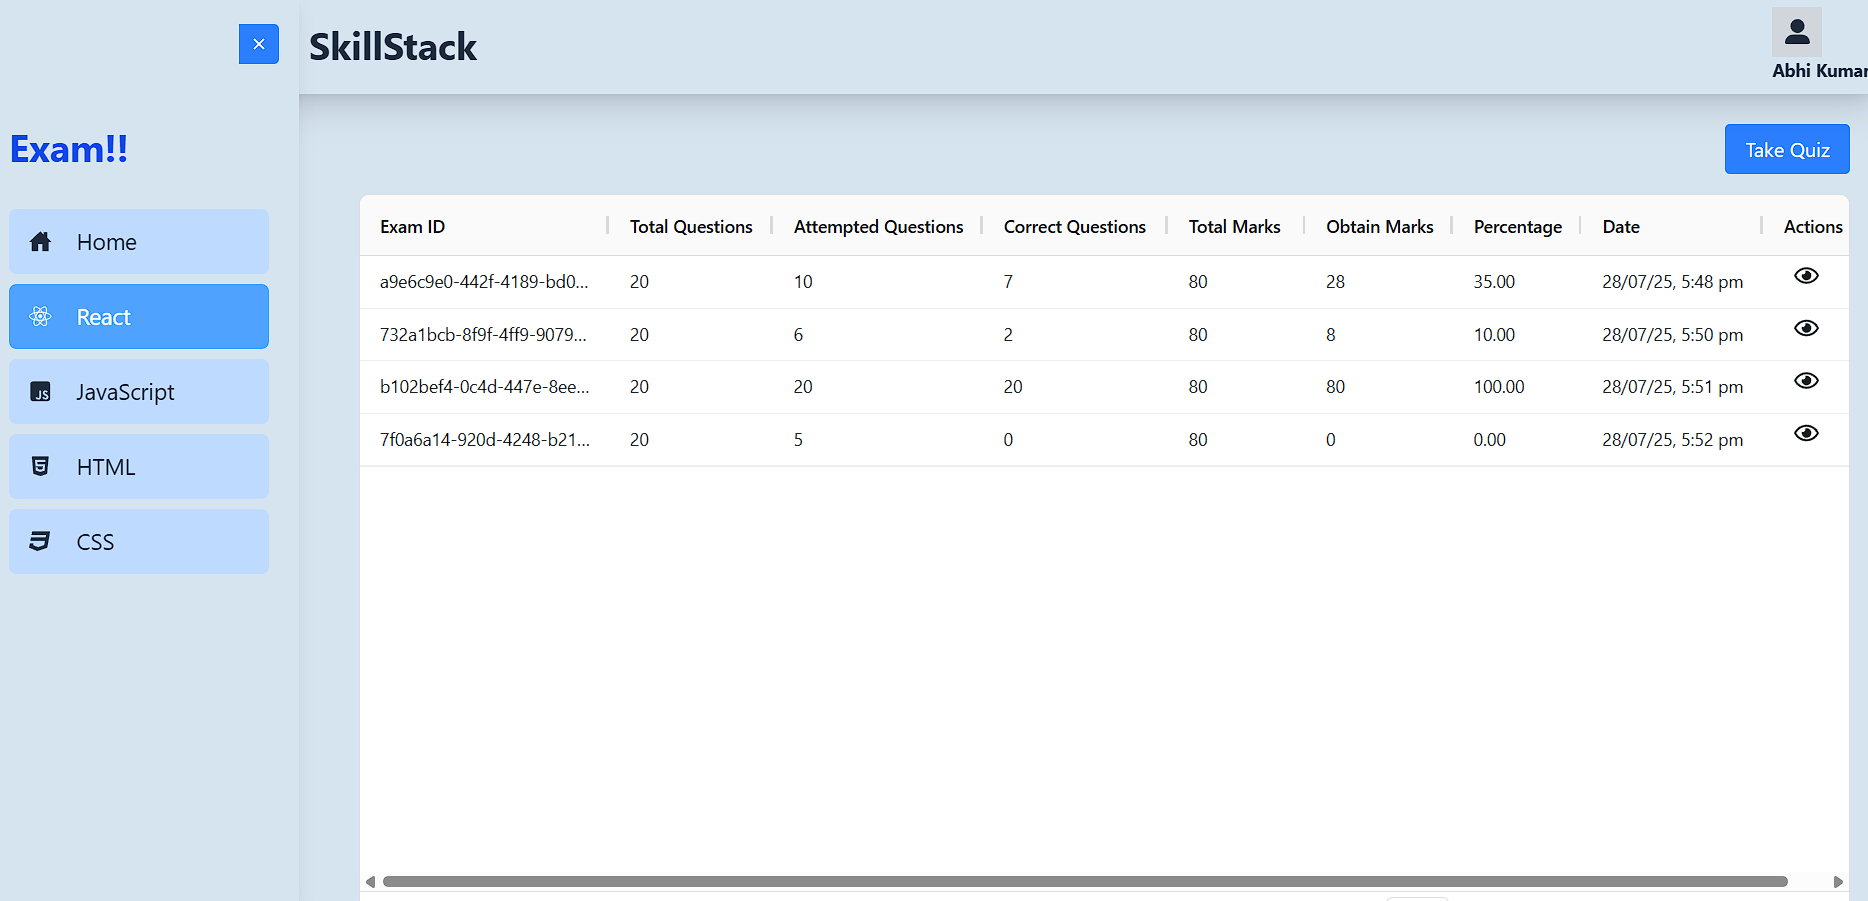 SkillStack
Abhi Kumar
Exam!!
Home
React
JavaScript
HTML
CSS
Take Quiz
Exam ID Total Questions Attempted Questions Correct Questions Total Marks Obtain Marks Percentage Date Actions
a9e6c9e0-442f-4189-bd0... 20 10 7 80 28 35.00 28/07/25, 5:48 pm
732a1bcb-8f9f-4ff9-9079... 20 6 2 80 8 10.00 28/07/25, 5:50 pm
b102bef4-0c4d-447e-8ee... 20 20 20 80 80 100.00 28/07/25, 5:51 pm
7f0a6a14-920d-4248-b21... 20 5 0 80 0 0.00 28/07/25, 5:52 pm